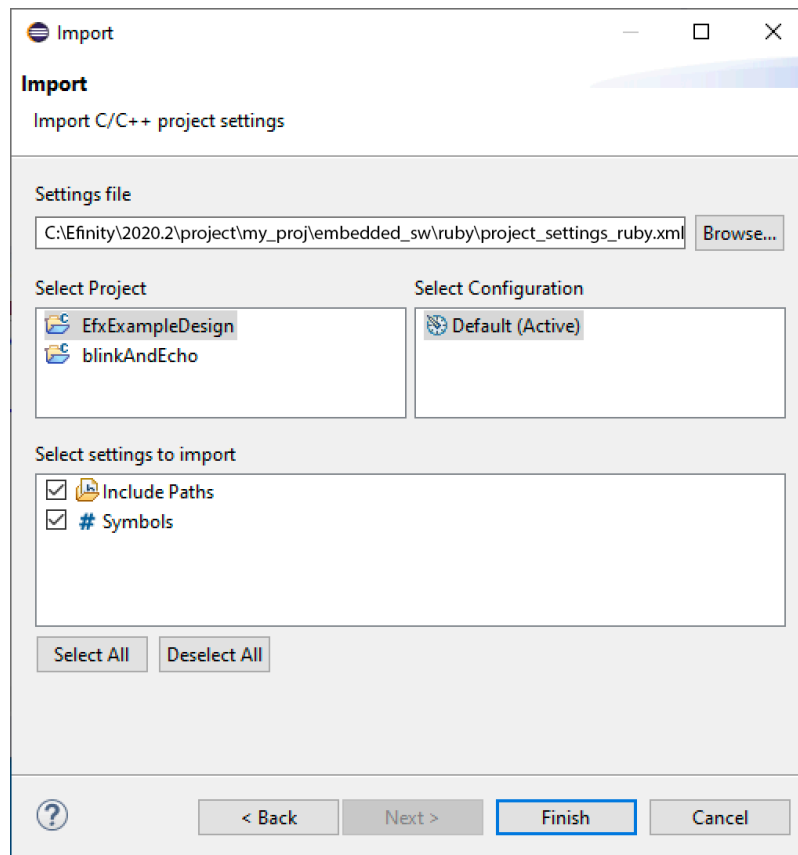 Import
Import
Import C/C++ project settings
Settings file
C:\Efinity\2020.2\project\my_proj\embedded_sw\ruby\project_settings_ruby.xml Browse...
Select Project Select Configuration
EfxExampleDesign Default (Active)
blinkAndEcho
Select settings to import
Include Paths
# Symbols
Select All Deselect All
? < Back Next > Finish Cancel